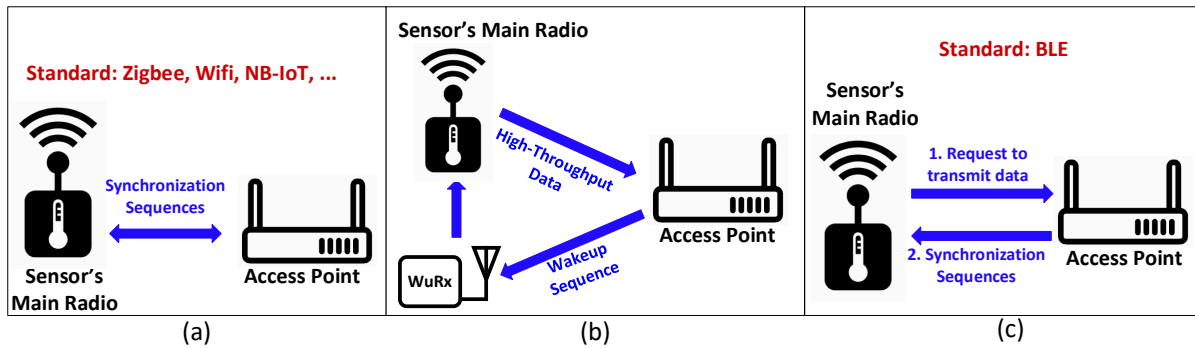 Standard: Zigbee, Wifi, NB-IoT, ...
Synchronization
Sequences
Sensor's
Main Radio
Access Point
(a)
Sensor's Main Radio
High-Throughput
Data
Access Point
Wakeup
Sequence
WuRx
(b)
Standard: BLE
Sensor's
Main Radio
1. Request to
transmit data
2. Synchronization
Sequences
Access Point
(c)